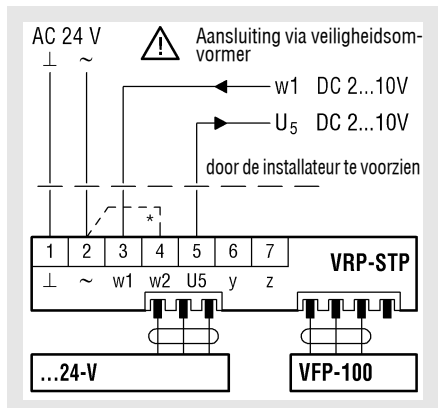 AC 24 V
⊥ ~
Aansluiting via veiligheidsom-
vormer
w1 DC 2...10V
U5 DC 2...10V
door de installateur te voorzien
*
1 2 3 4 5 6 7
⊥ ~ w1 w2 U5 y z
VRP-STP
...24-V
VFP-100